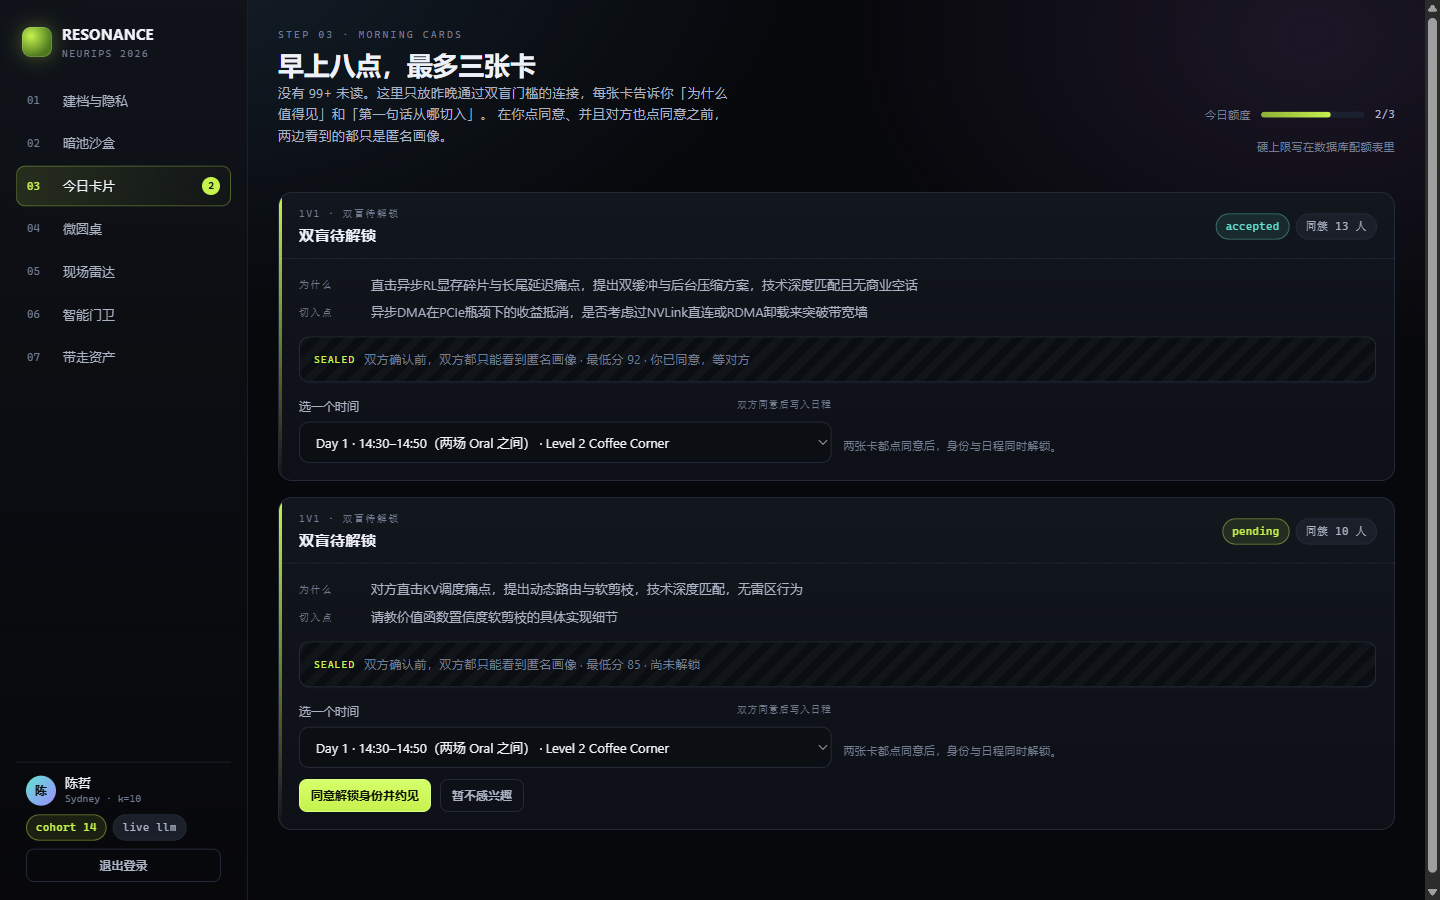 RESONANCE
NEURIPS 2026
01 建档与隐私
02 暗池沙盒
03 今日卡片 2
04 微圆桌
05 现场雷达
06 智能门卫
07 带走资产
陈
陈哲
Sydney · k=10
cohort 14 live llm
退出登录
STEP 03 · MORNING CARDS
早上八点，最多三张卡
没有 99+ 未读。这里只放昨晚通过双盲门槛的连接，每张卡告诉你「为什么
值得见」和「第一句话从哪切入」。 在你点同意、并且对方也点同意之前，
两边看到的都只是匿名画像。
今日额度 2/3
硬上限写在数据库配额表里
1V1 · 双盲待解锁
双盲待解锁
accepted 同簇 13 人
为什么 直击异步RL显存碎片与长尾延迟痛点，提出双缓冲与后台压缩方案，技术深度匹配且无商业空话
切入点 异步DMA在PCIe瓶颈下的收益抵消，是否考虑过NVLink直连或RDMA卸载来突破带宽墙
SEALED 双方确认前，双方都只能看到匿名画像 · 最低分 92 · 你已同意，等对方
选一个时间 双方同意后写入日程
Day 1 · 14:30–14:50（两场 Oral 之间） · Level 2 Coffee Corner
两张卡都点同意后，身份与日程同时解锁。
1V1 · 双盲待解锁
双盲待解锁
pending 同簇 10 人
为什么 对方直击KV调度痛点，提出动态路由与软剪枝，技术深度匹配，无雷区行为
切入点 请教价值函数置信度软剪枝的具体实现细节
SEALED 双方确认前，双方都只能看到匿名画像 · 最低分 85 · 尚未解锁
选一个时间 双方同意后写入日程
Day 1 · 14:30–14:50（两场 Oral 之间） · Level 2 Coffee Corner
两张卡都点同意后，身份与日程同时解锁。
同意解锁身份并约见 暂不感兴趣